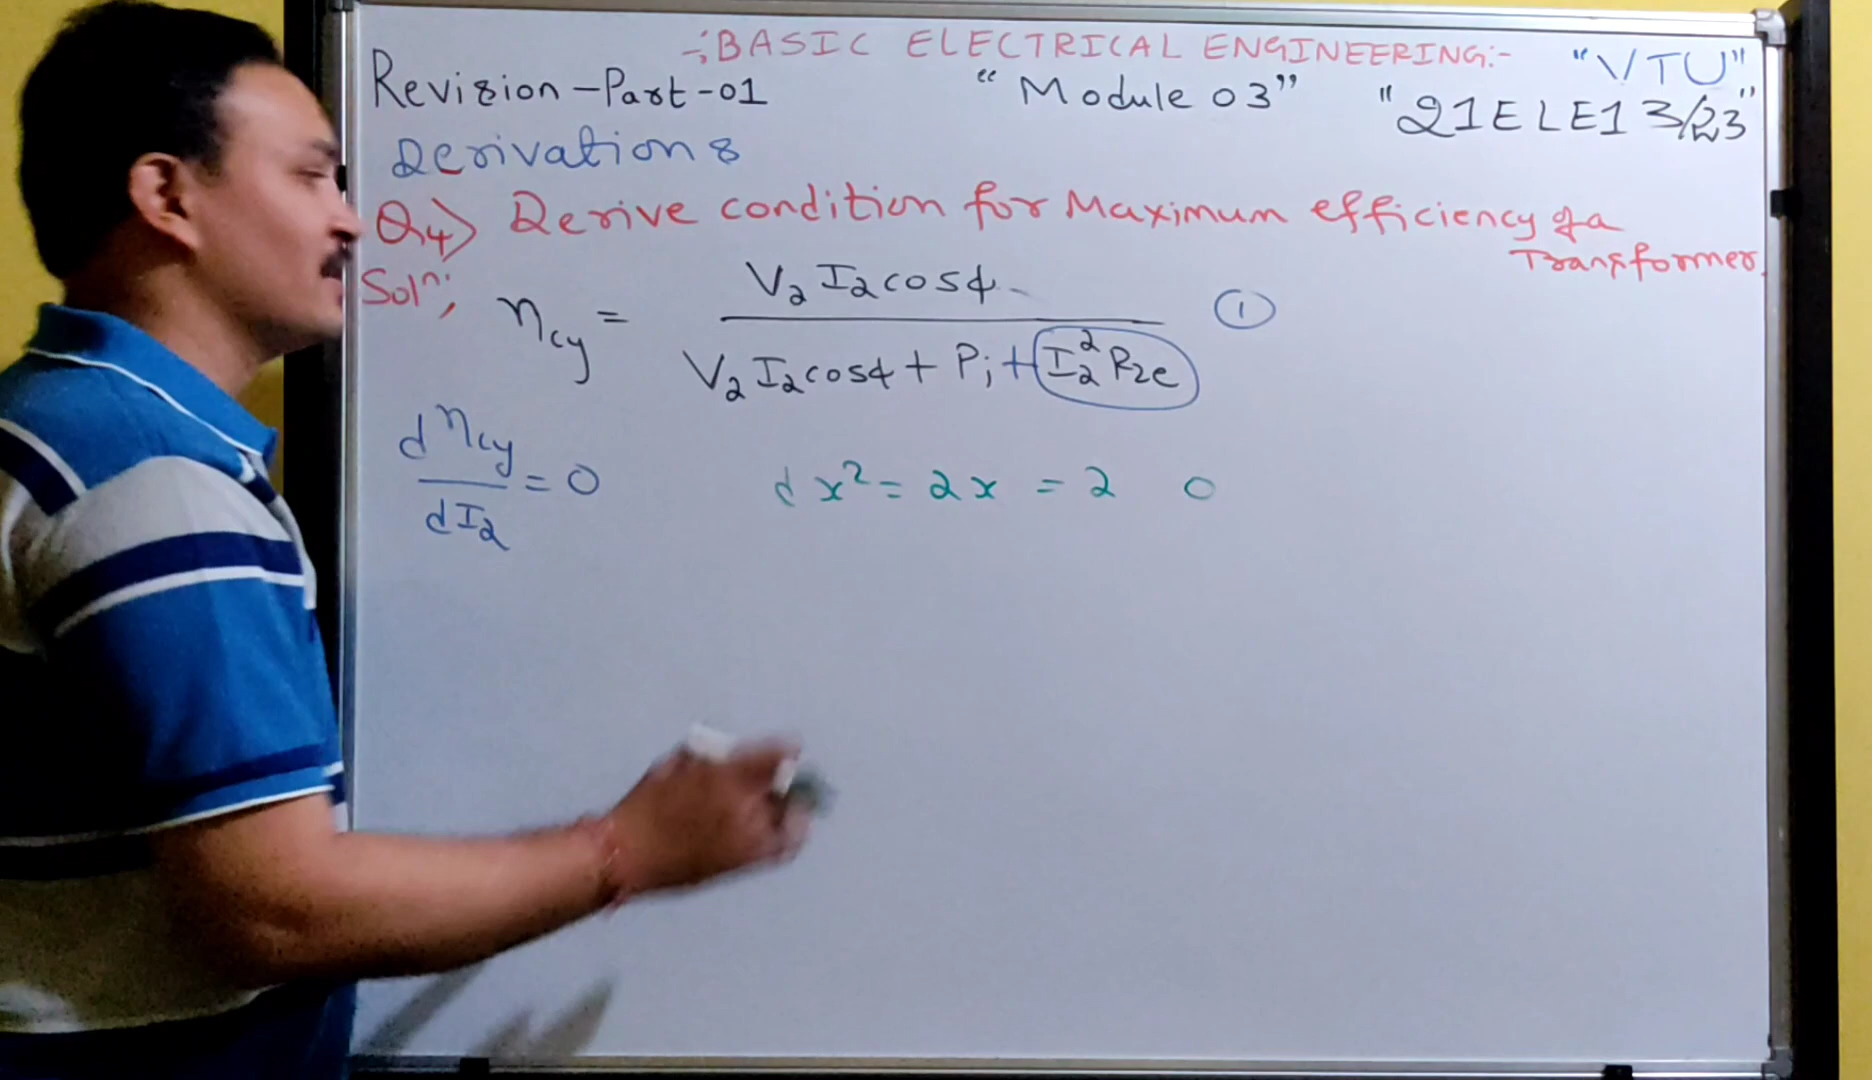 -:BASIC ELECTRICAL ENGINEERING:-
"VTU"
Revision-Part-01
"Module 03"
"21ELE13/23"
Derivations
Q4> Derive condition for Maximum efficiency of a Transformer.
Solⁿ;
ηcy = V₂I₂cosϕ / (V₂I₂cosϕ + Pᵢ + I₂²R₂e) ①
dηcy/dI₂ = 0
dx² = 2x = 2 0